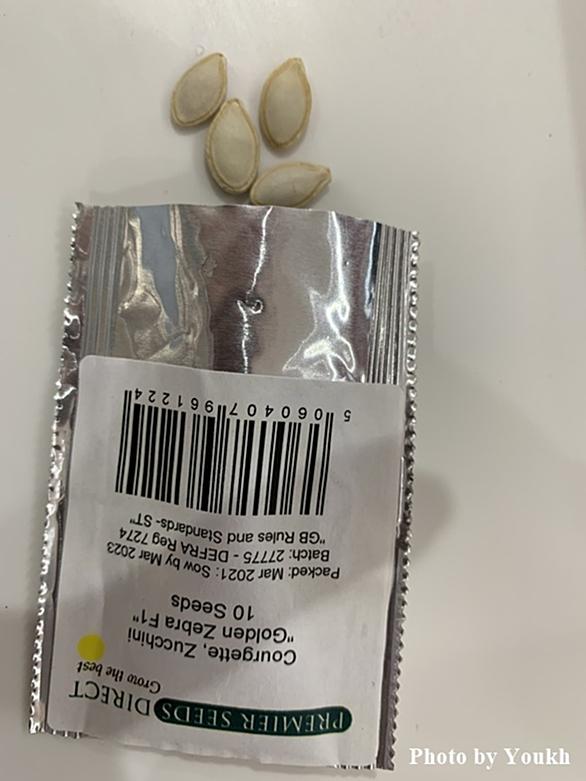 PREMIER SEEDS DIRECT
Grow the best
Courgette, Zucchini
"Golden Zebra F1"
10 Seeds
Packed: Mar 2021: Sow by Mar 2023
Batch: 27775 - DEFRA Reg 7274
"GB Rules and Standards- ST"
5 060407 961224
Photo by Youkh